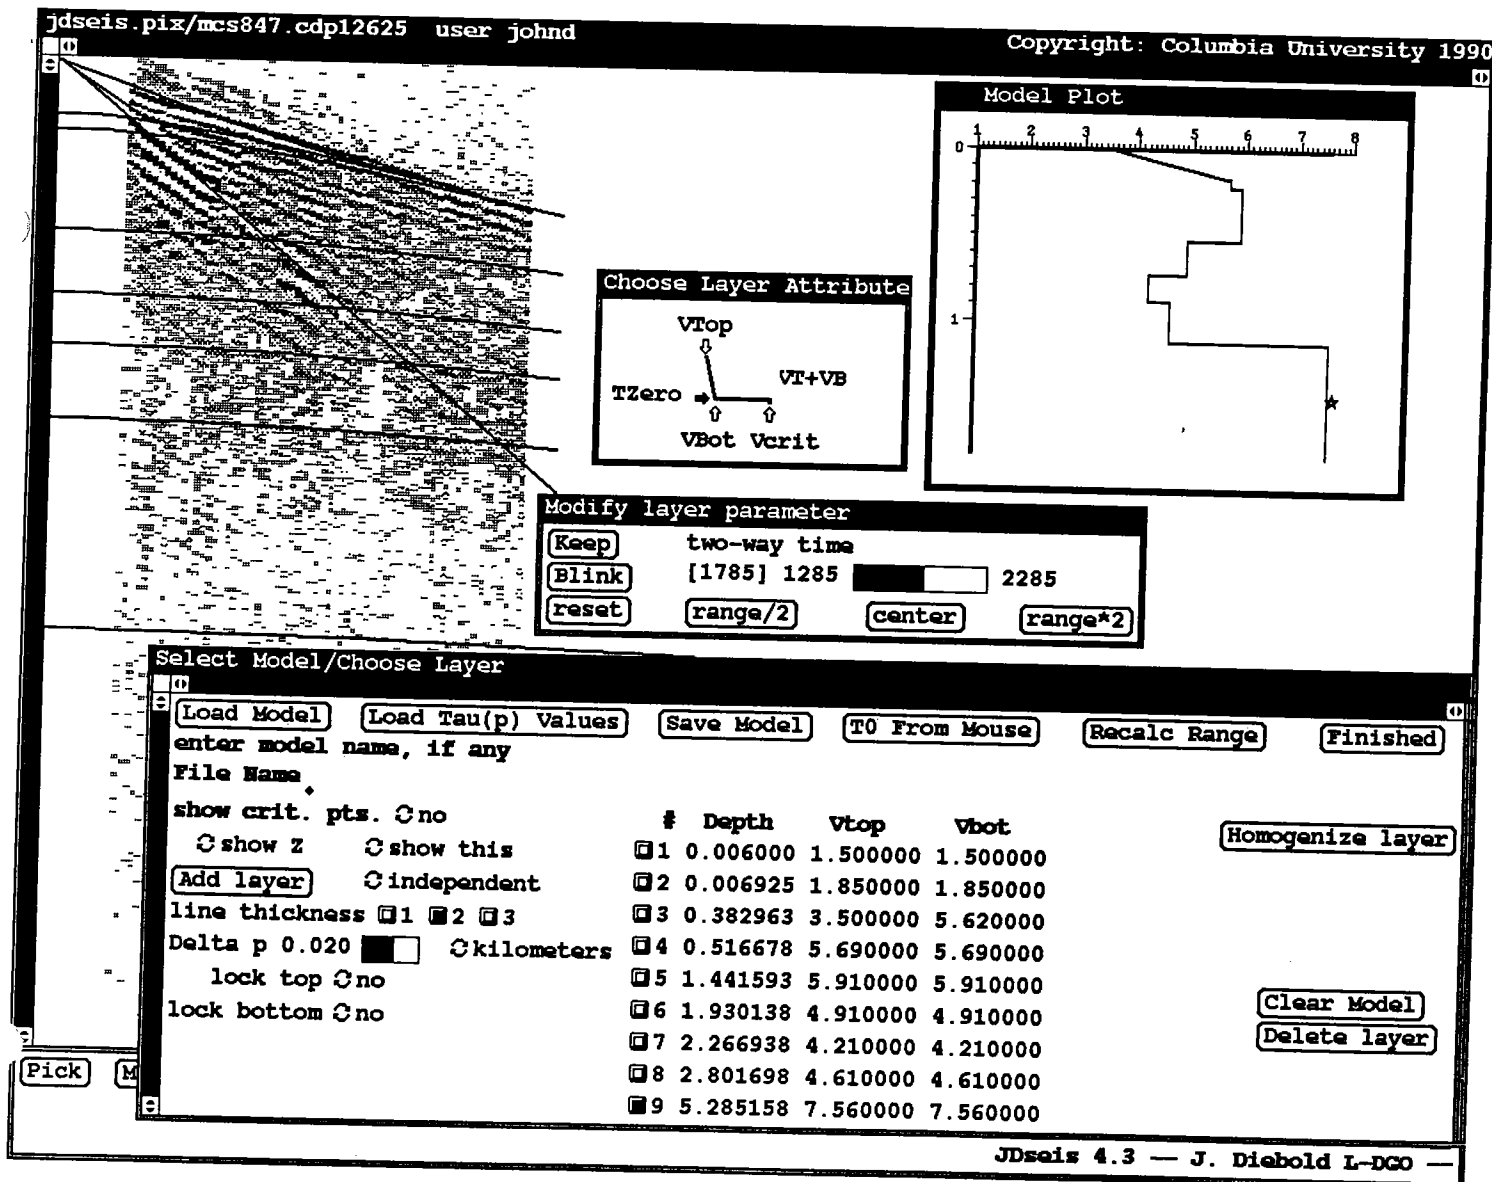 jdseis.pix/mcs847.cdp12625 user johnd
Copyright: Columbia University 1990
Model Plot
1 2 3 4 5 6 7 8
0
1
Choose Layer Attribute
VTop
VT+VB
TZero
VBot Vcrit
Modify layer parameter
Keep two-way time
Blink [1785] 1285 2285
reset range/2 center range*2
Select Model/Choose Layer
Load Model Load Tau(p) Values Save Model T0 From Mouse Recalc Range Finished
enter model name, if any
File Name
show crit. pts. no
show Z show this
Add layer independent
line thickness 1 2 3
Delta p 0.020 kilometers
lock top no
lock bottom no
# Depth Vtop Vbot
1 0.006000 1.500000 1.500000
2 0.006925 1.850000 1.850000
3 0.382963 3.500000 5.620000
4 0.516678 5.690000 5.690000
5 1.441593 5.910000 5.910000
6 1.930138 4.910000 4.910000
7 2.266938 4.210000 4.210000
8 2.801698 4.610000 4.610000
9 5.285158 7.560000 7.560000
Homogenize layer
Clear Model
Delete layer
Pick M
JDseis 4.3 — J. Diebold L-DGO —